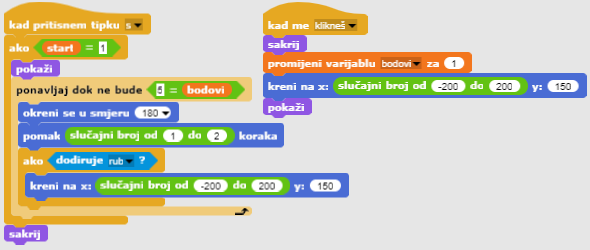 kad pritisnem tipku s
ako start = 1
pokaži
ponavljaj dok ne bude 5 = bodovi
okreni se u smjeru 180
pomak slučajni broj od 1 do 2 koraka
ako dodiruje rub ?
kreni na x: slučajni broj od -200 do 200 y: 150
sakrij
kad me klikneš
sakrij
promijeni varijablu bodovi za 1
kreni na x: slučajni broj od -200 do 200 y: 150
pokaži